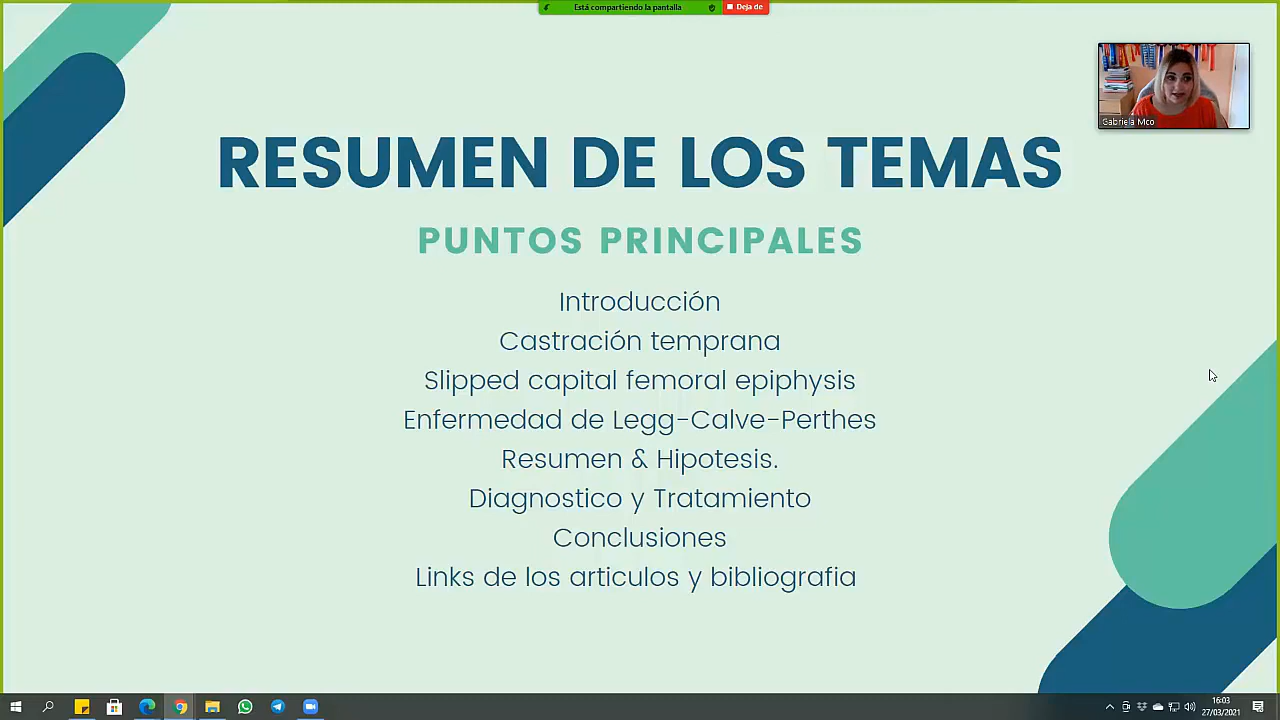 Está compartiendo la pantalla
Deja de
Gabriela Mco
RESUMEN DE LOS TEMAS
PUNTOS PRINCIPALES
Introducción
Castración temprana
Slipped capital femoral epiphysis
Enfermedad de Legg-Calve-Perthes
Resumen & Hipotesis.
Diagnostico y Tratamiento
Conclusiones
Links de los articulos y bibliografia
16:03
27/03/2021